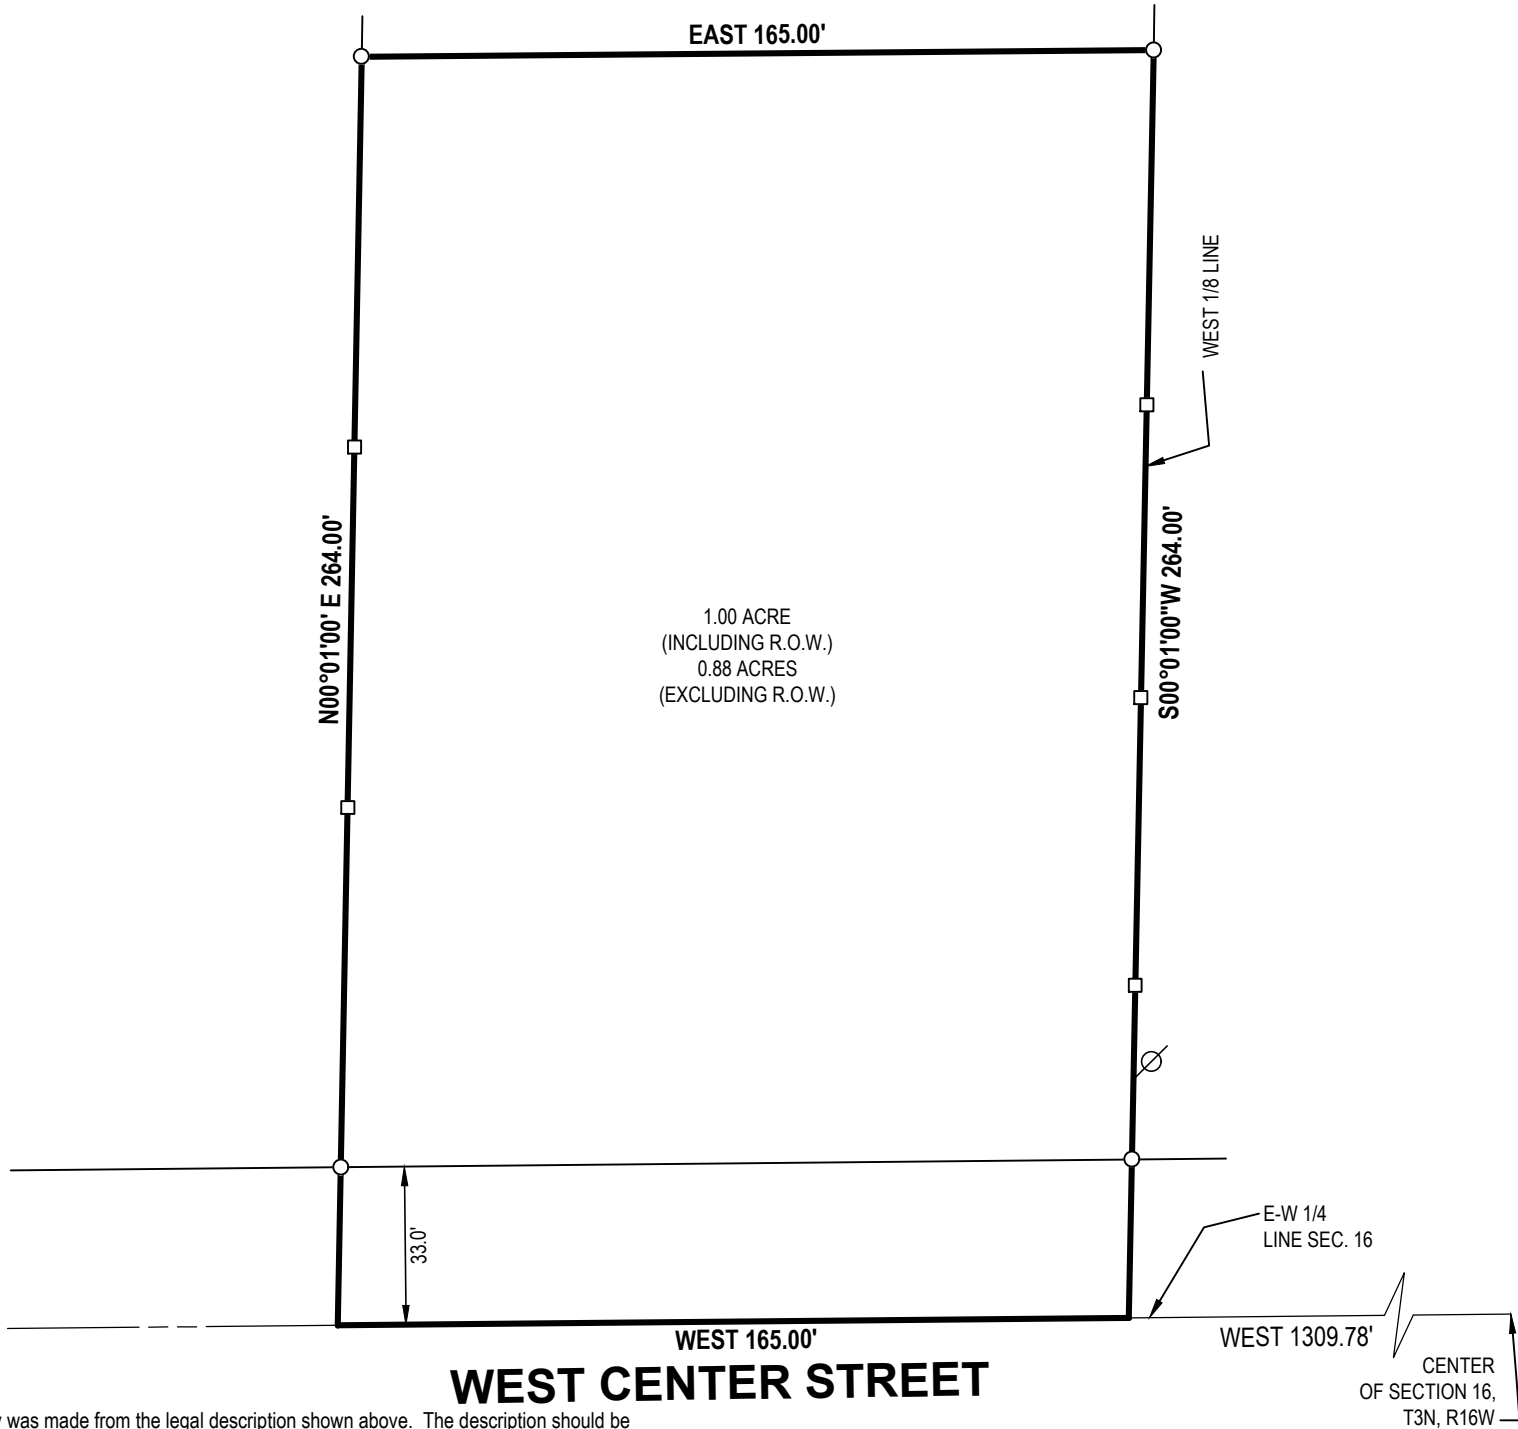 EAST 165.00'
WEST 1/8 LINE
N00°01'00' E 264.00'
S00°01'00"W 264.00'
1.00 ACRE
(INCLUDING R.O.W.)
0.88 ACRES
(EXCLUDING R.O.W.)
33.0'
E-W 1/4
LINE SEC. 16
WEST 165.00'
WEST 1309.78'
WEST CENTER STREET
CENTER
OF SECTION 16,
T3N, R16W
was made from the legal description shown above. The description should be